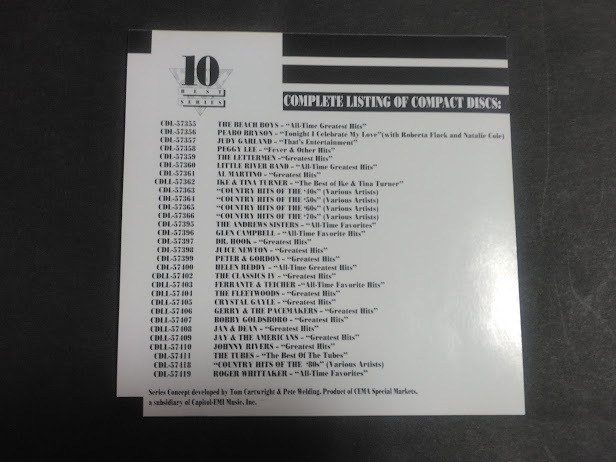 10
BEST
SERIES
COMPLETE LISTING OF COMPACT DISCS:
CDL-57355 THE BEACH BOYS - "All-Time Greatest Hits"
CDL-57356 PEABO BRYSON - "Tonight I Celebrate My Love" (with Roberta Flack and Natalie Cole)
CDL-57357 JUDY GARLAND - "That's Entertainment"
CDL-57358 PEGGY LEE - "Fever & Other Hits"
CDL-57359 THE LETTERMEN - "Greatest Hits"
CDL-57360 LITTLE RIVER BAND - "All-Time Greatest Hits"
CDL-57361 AL MARTINO - "Greatest Hits"
CDLL-57362 IKE & TINA TURNER - "The Best of Ike & Tina Turner"
CDL-57363 "COUNTRY HITS OF THE '40s" (Various Artists)
CDL-57364 "COUNTRY HITS OF THE '50s" (Various Artists)
CDL-57365 "COUNTRY HITS OF THE '60s" (Various Artists)
CDL-57366 "COUNTRY HITS OF THE '70s" (Various Artists)
CDL-57395 THE ANDREWS SISTERS - "All-Time Favorites"
CDL-57396 GLEN CAMPBELL - "All-Time Favorite Hits"
CDL-57397 DR. HOOK - "Greatest Hits"
CDL-57398 JUICE NEWTON - "Greatest Hits"
CDL-57399 PETER & GORDON - "Greatest Hits"
CDL-57400 HELEN REDDY - "All-Time Greatest Hits"
CDLL-57402 THE CLASSICS IV - "Greatest Hits"
CDLL-57403 FERRANTE & TEICHER - "All-Time Favorite Hits"
CDLL-57404 THE FLEETWOODS - "Greatest Hits"
CDLL-57405 CRYSTAL GAYLE - "Greatest Hits"
CDLL-57406 GERRY & THE PACEMAKERS - "Greatest Hits"
CDLL-57407 BOBBY GOLDSBORO - "Greatest Hits"
CDLL-57408 JAN & DEAN - "Greatest Hits"
CDLL-57409 JAY & THE AMERICANS - "Greatest Hits"
CDLL-57410 JOHNNY RIVERS - "Greatest Hits"
CDL-57411 THE TUBES - "The Best Of The Tubes"
CDL-57418 "COUNTRY HITS OF THE '80s" (Various Artists)
CDL-57419 ROGER WHITTAKER - "All-Time Favorites"
Series Concept developed by Tom Cartwright & Pete Welding. Product of CEMA Special Markets,
a subsidiary of Capitol-EMI Music, Inc.